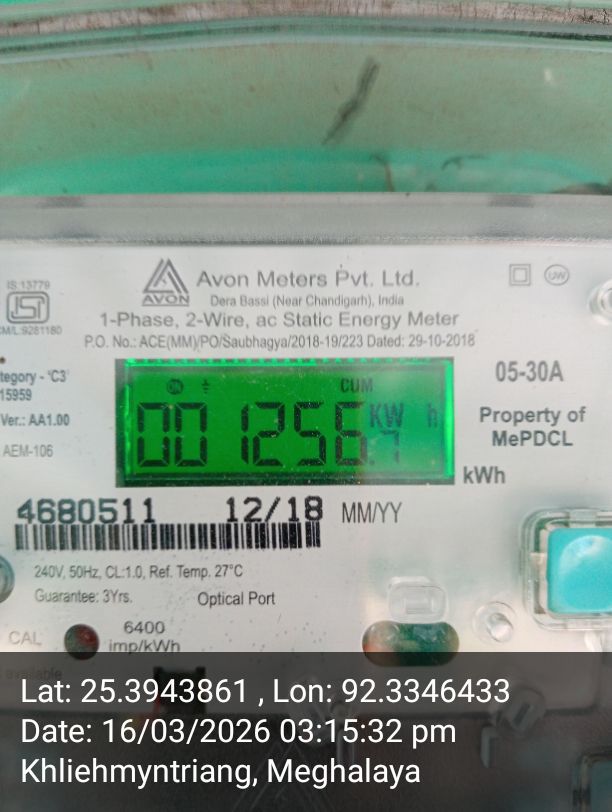 IS:13779
ISI
CM/L:9281180
AVON
Avon Meters Pvt. Ltd.
Dera Bassi (Near Chandigarh), India
1-Phase, 2-Wire, ac Static Energy Meter
P.O. No.: ACE(MM)/PO/Saubhagya/2018-19/223 Dated: 29-10-2018
UW
tegory - 'C3'
15959
Ver.: AA1.00
AEM-106
CUM
001256.7 KW h
05-30A
Property of
MePDCL
kWh
4680511 12/18 MM/YY
240V, 50Hz, CL:1.0, Ref. Temp. 27°C
Guarantee: 3Yrs.
Optical Port
CAL
6400
imp/kWh
available
Lat: 25.3943861 , Lon: 92.3346433
Date: 16/03/2026 03:15:32 pm
Khliehmyntriang, Meghalaya